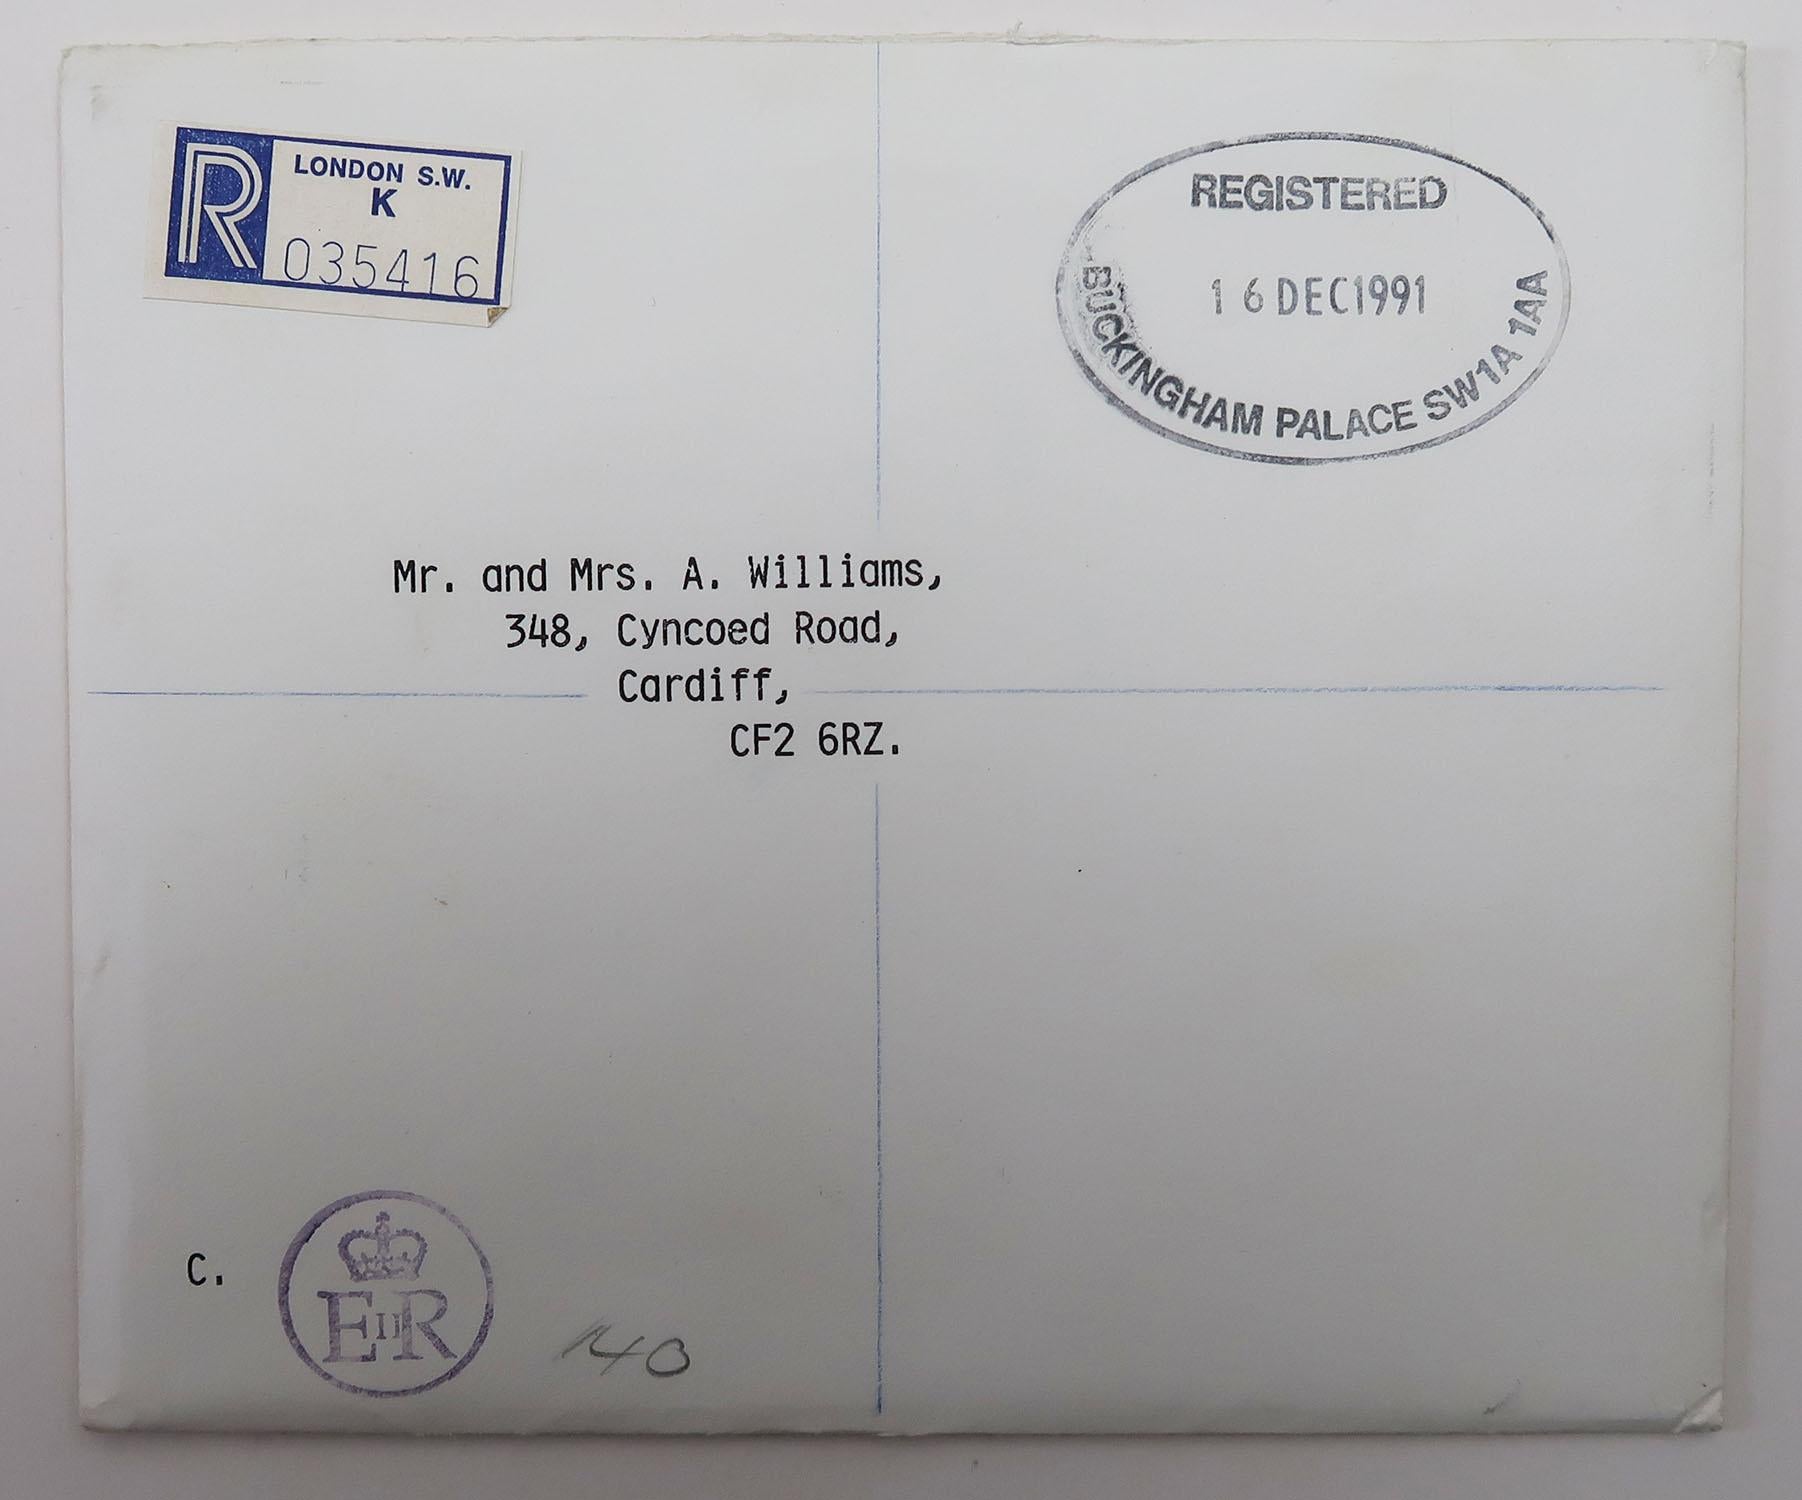 R
LONDON S.W.
K
035416
REGISTERED
16 DEC 1991
BUCKINGHAM PALACE SW1A 1AA
Mr. and Mrs. A. Williams,
348, Cyncoed Road,
Cardiff,
CF2 6RZ.
C.
EIIR
140